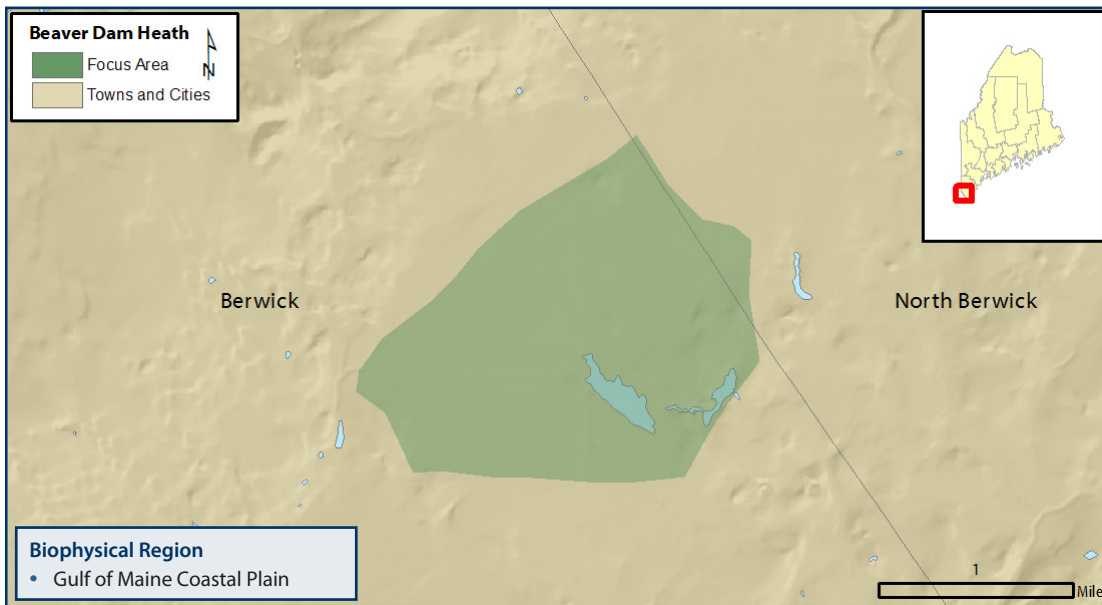 Beaver Dam Heath
N
Focus Area
Towns and Cities
Berwick
North Berwick
Biophysical Region
• Gulf of Maine Coastal Plain
1
Mile